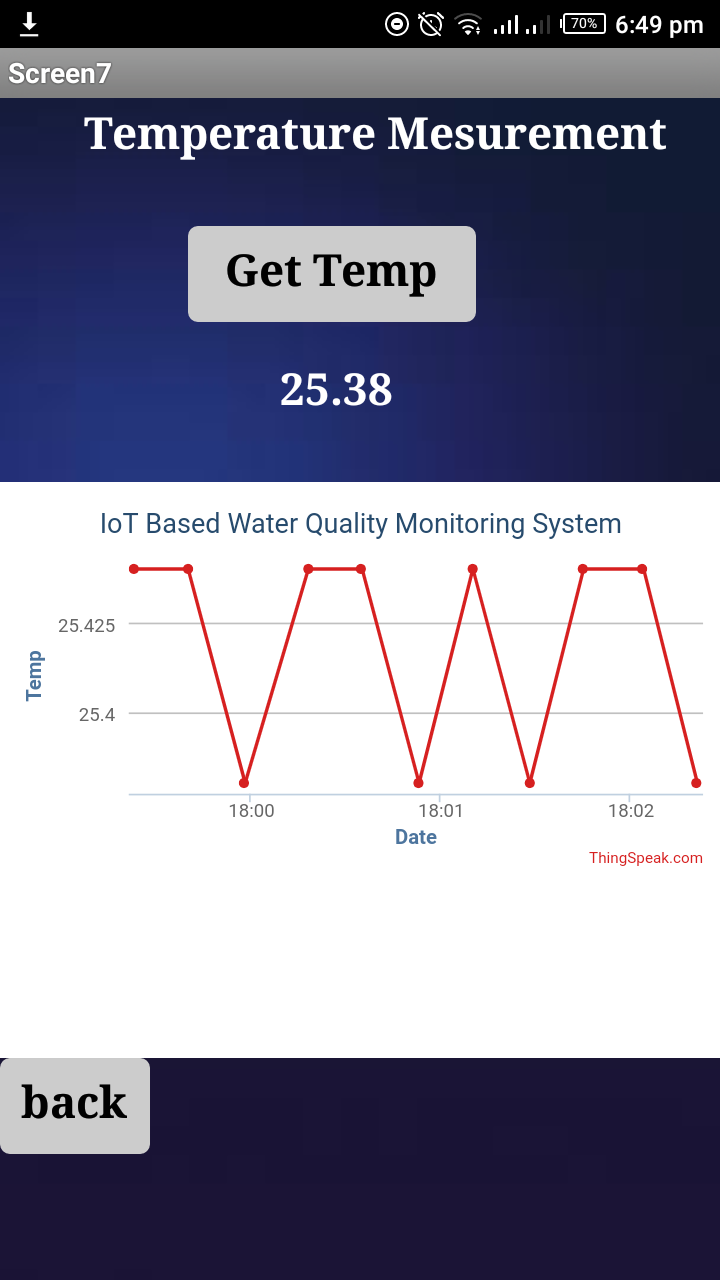 70% 6:49 pm
Screen7
Temperature Mesurement
Get Temp
25.38
IoT Based Water Quality Monitoring System
25.425
Temp
25.4
18:00 18:01 18:02
Date
ThingSpeak.com
back